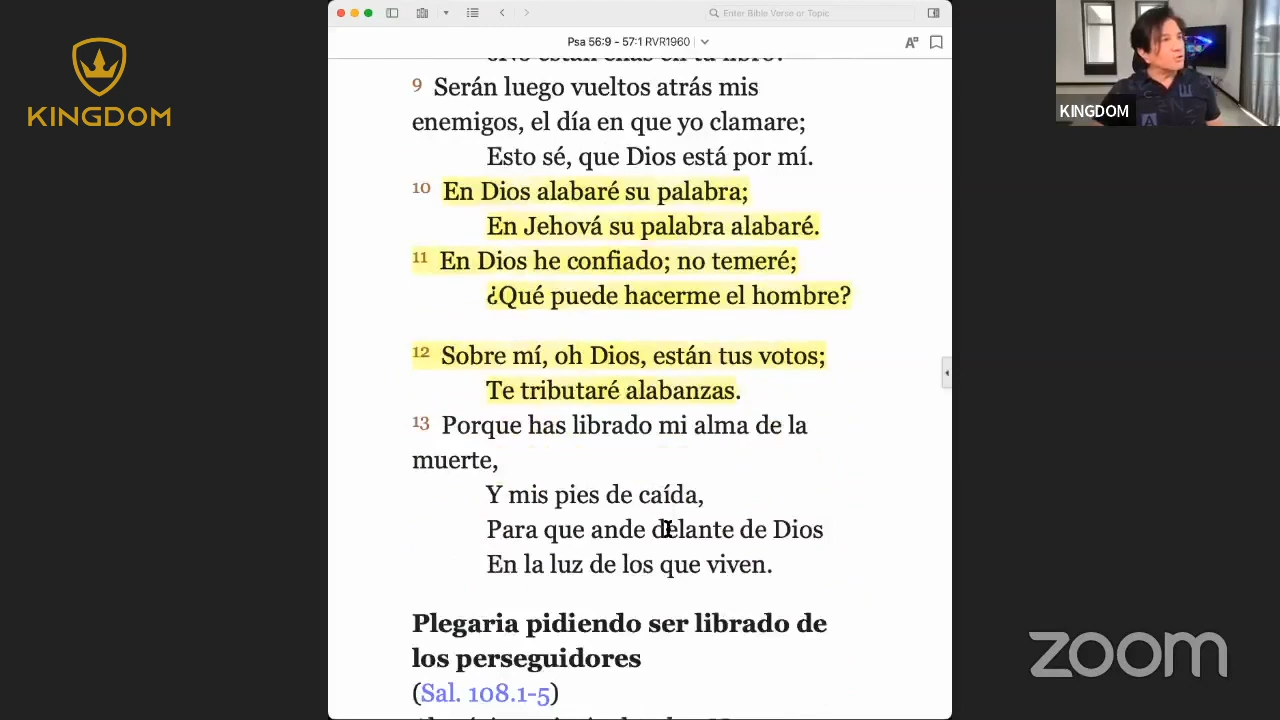 KINGDOM
Enter Bible Verse or Topic
Psa 56:9 - 57:1 RVR1960
KINGDOM
9 Serán luego vueltos atrás mis
enemigos, el día en que yo clamare;
Esto sé, que Dios está por mí.
10 En Dios alabaré su palabra;
En Jehová su palabra alabaré.
11 En Dios he confiado; no temeré;
¿Qué puede hacerme el hombre?
12 Sobre mí, oh Dios, están tus votos;
Te tributaré alabanzas.
13 Porque has librado mi alma de la
muerte,
Y mis pies de caída,
Para que ande delante de Dios
En la luz de los que viven.
Plegaria pidiendo ser librado de
los perseguidores
(Sal. 108.1-5)
zoom